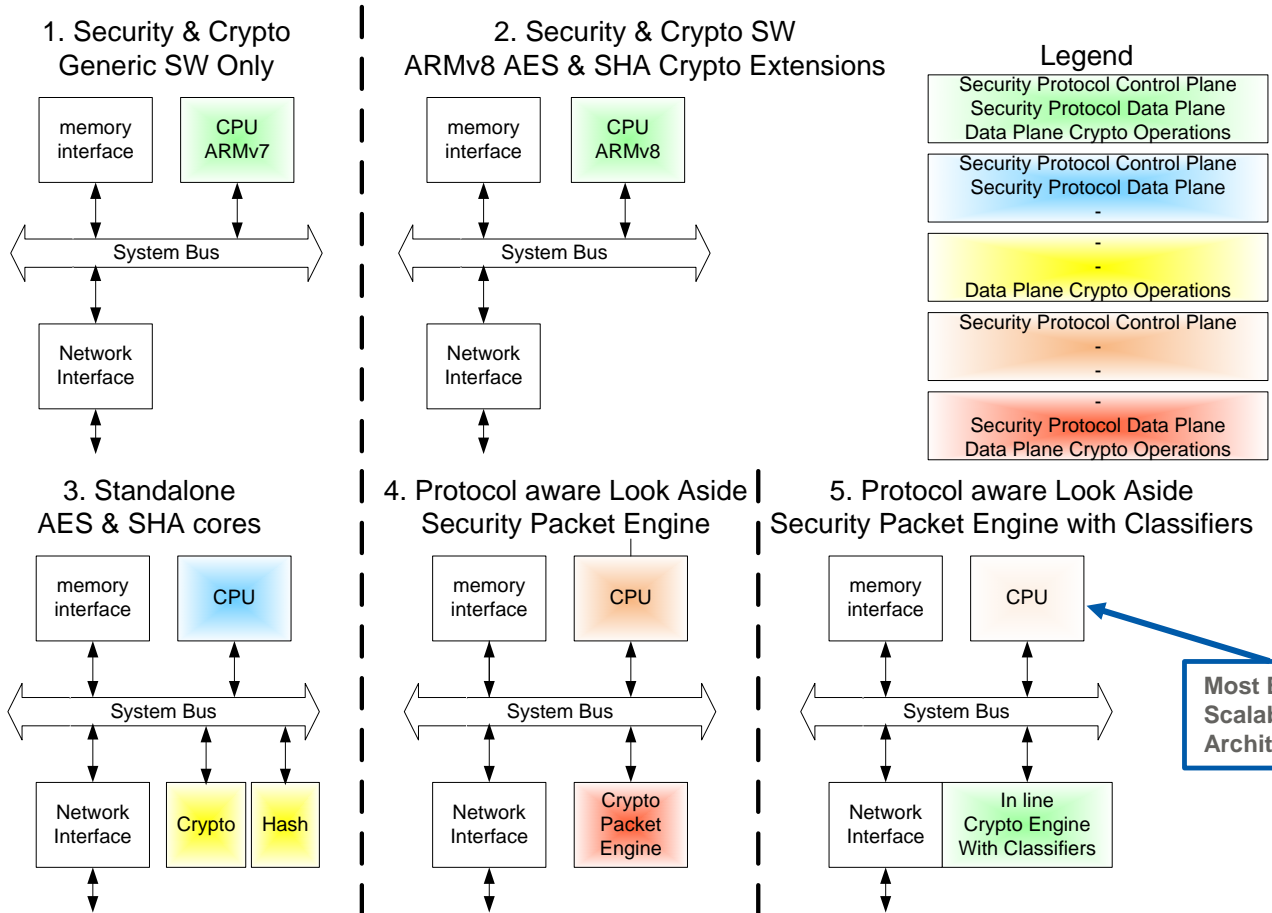 1. Security & Crypto
Generic SW Only
memory
interface
CPU
ARMv7
System Bus
Network
Interface
2. Security & Crypto SW
ARMv8 AES & SHA Crypto Extensions
memory
interface
CPU
ARMv8
System Bus
Network
Interface
Legend
Security Protocol Control Plane
Security Protocol Data Plane
Data Plane Crypto Operations
Security Protocol Control Plane
Security Protocol Data Plane
-
-
-
Data Plane Crypto Operations
Security Protocol Control Plane
-
-
-
Security Protocol Data Plane
Data Plane Crypto Operations
3. Standalone
AES & SHA cores
memory
interface
CPU
System Bus
Network
Interface
Crypto
Hash
4. Protocol aware Look Aside
Security Packet Engine
memory
interface
CPU
System Bus
Network
Interface
Crypto
Packet
Engine
5. Protocol aware Look Aside
Security Packet Engine with Classifiers
memory
interface
CPU
System Bus
Network
Interface
In line
Crypto Engine
With Classifiers
Most